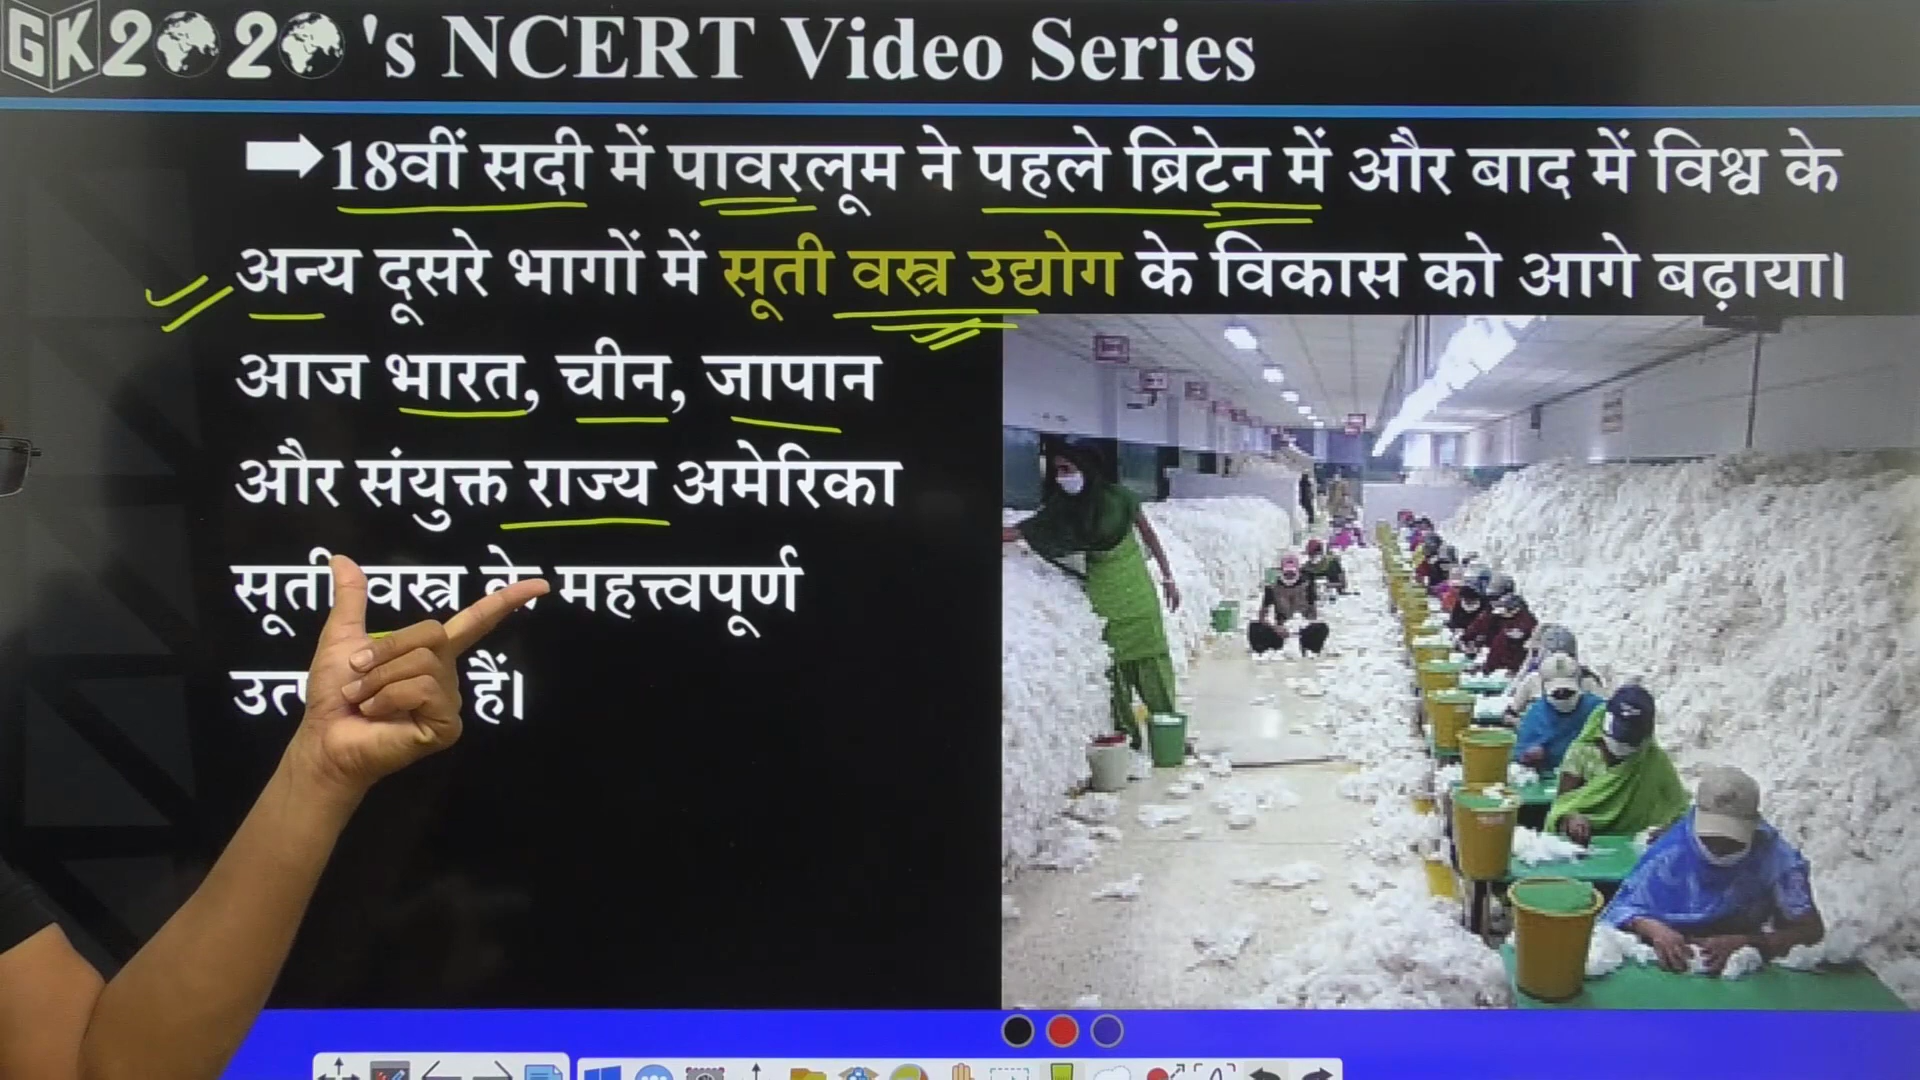 GK2020's NCERT Video Series
18वीं सदी में पावरलूम ने पहले ब्रिटेन में और बाद में विश्व के
अन्य दूसरे भागों में सूती वस्त्र उद्योग के विकास को आगे बढ़ाया।
आज भारत, चीन, जापान
और संयुक्त राज्य अमेरिका
सूती वस्त्र के महत्त्वपूर्ण
हैं।